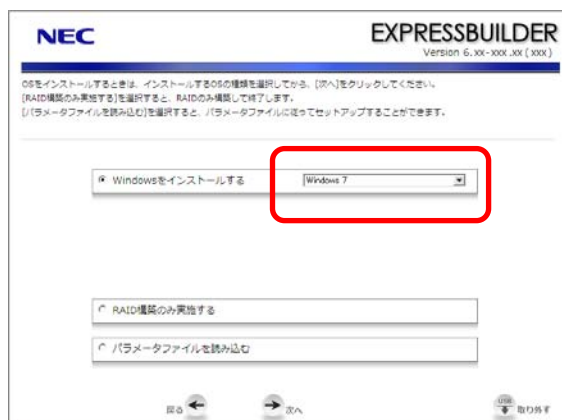 NEC
EXPRESSBUILDER
Version 6.xx-xxx.xx (xxx)
OSをインストールするときは、インストールするOSの種類を選択してから、[次へ]をクリックしてください。
[RAID構築のみ実施する]を選択すると、RAIDのみ構築して終了します。
[パラメータファイルを読み込む]を選択すると、パラメータファイルに従ってセットアップすることができます。
Windowsをインストールする
Windows 7
RAID構築のみ実施する
パラメータファイルを読み込む
戻る
次へ
USB
取り外す